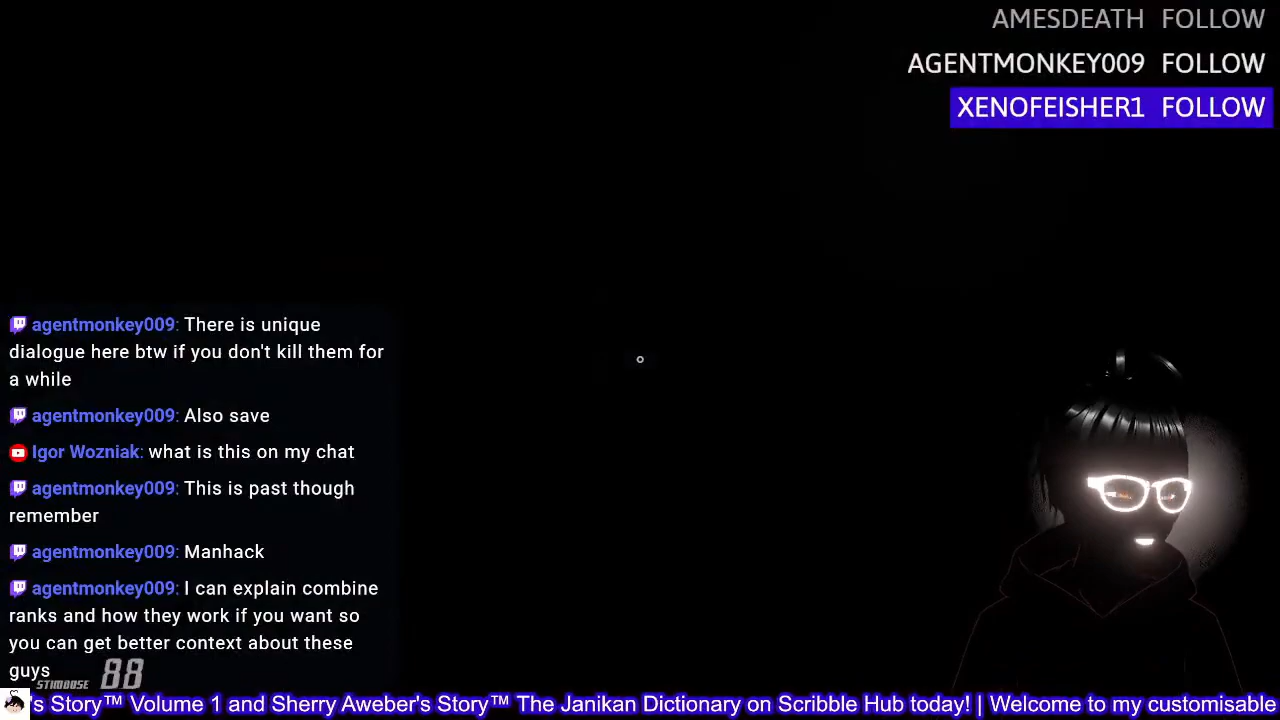 AMESDEATH FOLLOW
AGENTMONKEY009 FOLLOW
XENOFEISHER1 FOLLOW
agentmonkey009: There is unique
dialogue here btw if you don't kill them for
a while
agentmonkey009: Also save
Igor Wozniak: what is this on my chat
agentmonkey009: This is past though
remember
agentmonkey009: Manhack
agentmonkey009: I can explain combine
ranks and how they work if you want so
you can get better context about these
guys
STIMDOSE 88
's Story™ Volume 1 and Sherry Aweber's Story™ The Janikan Dictionary on Scribble Hub today! | Welcome to my customisable